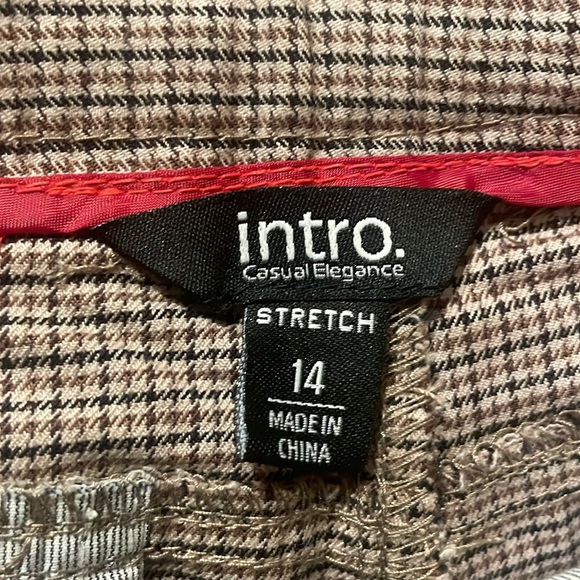 intro.
Casual Elegance
STRETCH
14
MADE IN
CHINA